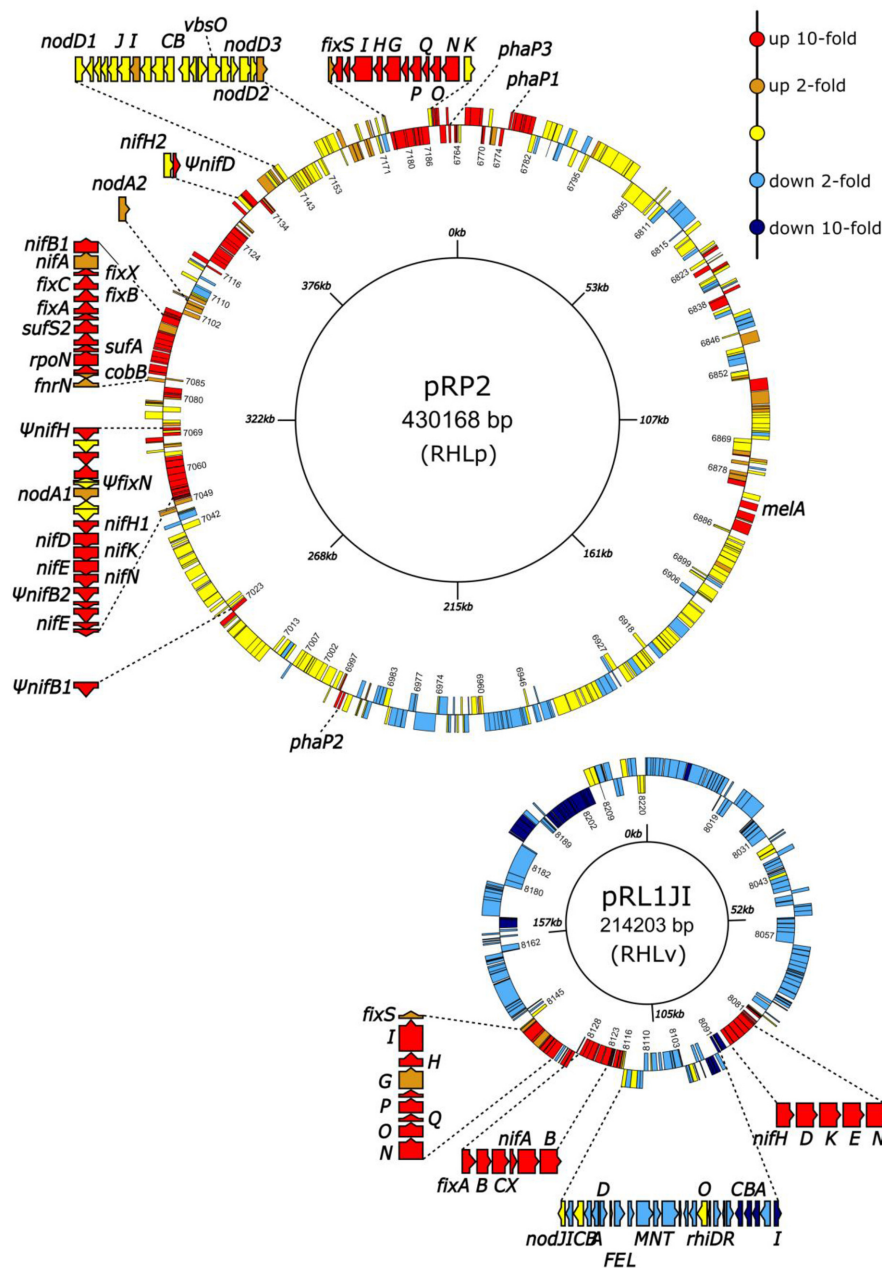 vbsO
nodD1
J I
CB
nodD3
nodD2
fixS I HG Q N K
P O
phaP3
phaP1
up 10-fold
up 2-fold
down 2-fold
down 10-fold
nifH2
ΨnifD
nodA2
nifB1
nifA
fixX
fixC
fixB
fixA
sufS2
sufA
rpoN
cobB
fnrN
ΨnifH
ΨfixN
nodA1
nifH1
nifD
nifK
nifE
nifN
ΨnifB2
nifE
ΨnifB1
phaP2
melA
7171
7180
7186
6764
6770
6774
6782
6795
6805
6811
6815
6823
6838
6846
6852
6869
6878
6886
6899
6906
6918
6927
6946
0969
6974
6977
6983
6997
7002
7007
7013
7023
7042
7049
7060
7069
7080
7085
7102
7110
7116
7124
7134
7143
7153
0kb
53kb
107kb
161kb
215kb
268kb
322kb
376kb
pRP2
430168 bp
(RHLp)
8220
8019
8031
8043
8057
8081
8091
8103
8110
8116
8123
8128
8145
8162
8180
8182
8189
8202
8209
0kb
52kb
105kb
157kb
pRL1JI
214203 bp
(RHLv)
fixS
I
H
G
P
Q
O
N
nifA B
fixA B CX
nifH D K E N
D O CBA
nodJICBA MNT rhiDR I
FEL